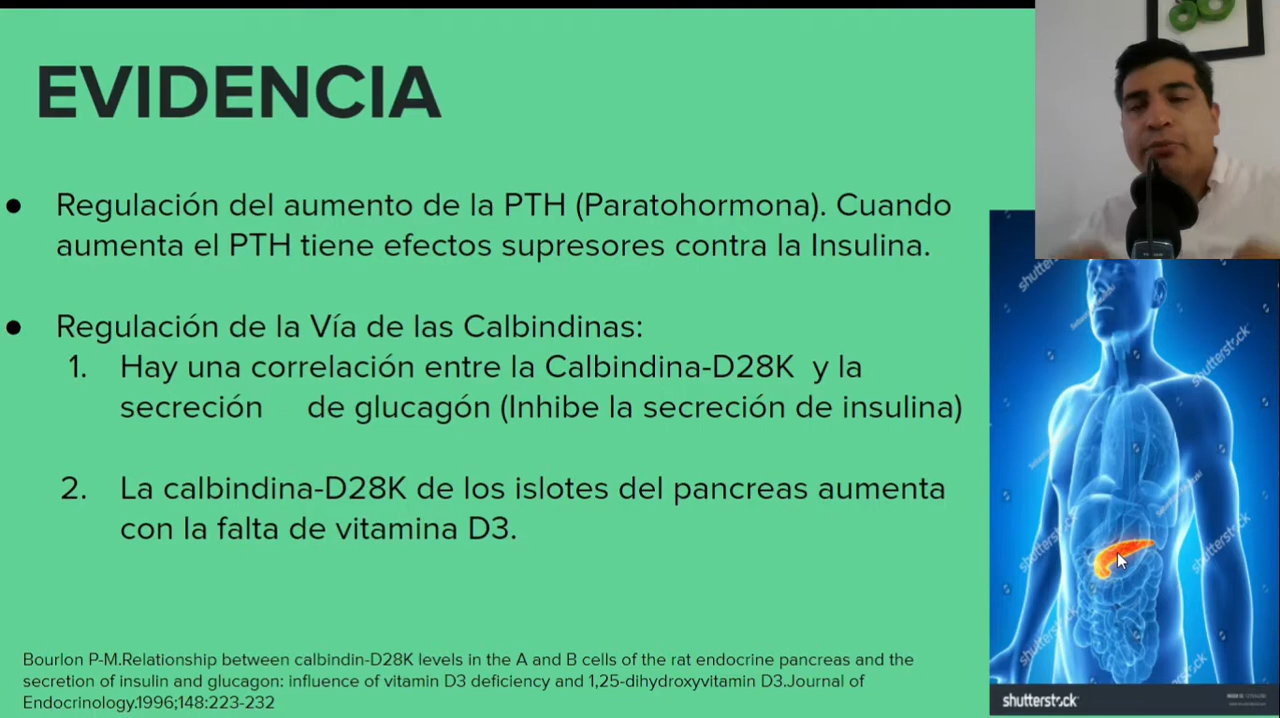 EVIDENCIA
● Regulación del aumento de la PTH (Paratohormona). Cuando
aumenta el PTH tiene efectos supresores contra la Insulina.
● Regulación de la Vía de las Calbindinas:
1. Hay una correlación entre la Calbindina-D28K y la
secreción de glucagón (Inhibe la secreción de insulina)
2. La calbindina-D28K de los islotes del pancreas aumenta
con la falta de vitamina D3.
Bourlon P-M.Relationship between calbindin-D28K levels in the A and B cells of the rat endocrine pancreas and the
secretion of insulin and glucagon: influence of vitamin D3 deficiency and 1,25-dihydroxyvitamin D3.Journal of
Endocrinology.1996;148:223-232
shutterstock
shutterstock
shutterstock
shutterstock